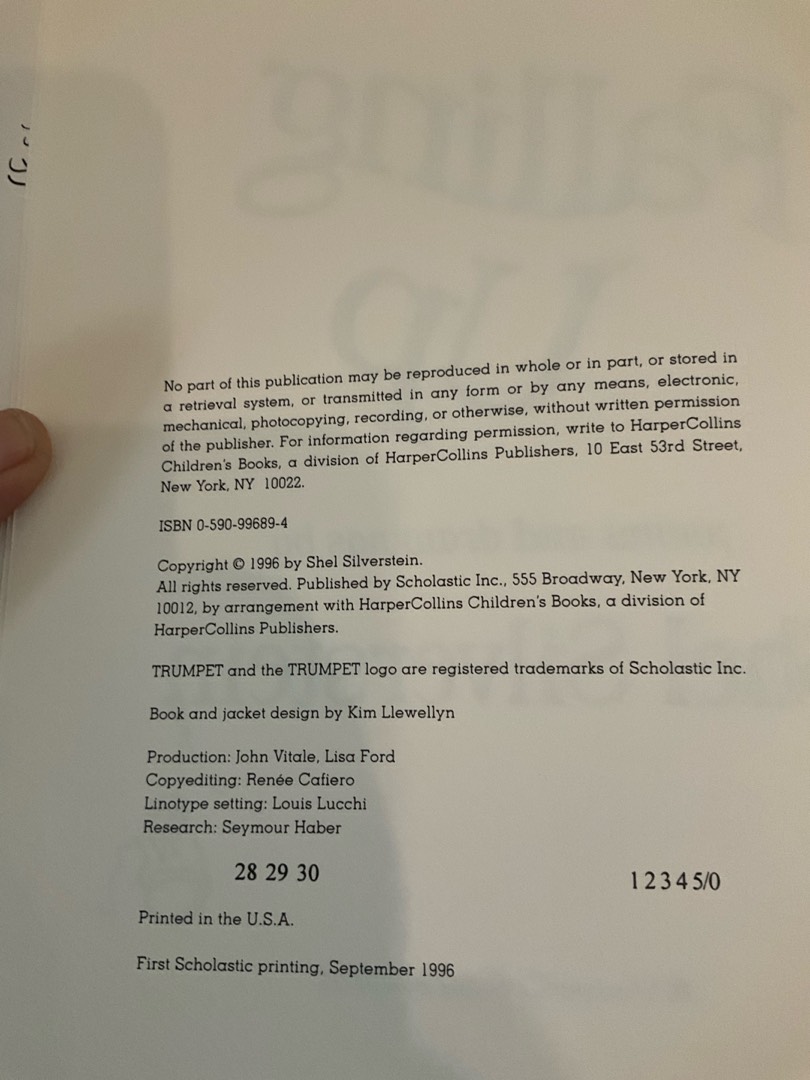 No part of this publication may be reproduced in whole or in part, or stored in
a retrieval system, or transmitted in any form or by any means, electronic,
mechanical, photocopying, recording, or otherwise, without written permission
of the publisher. For information regarding permission, write to HarperCollins
Children's Books, a division of HarperCollins Publishers, 10 East 53rd Street,
New York, NY 10022.
ISBN 0-590-99689-4
Copyright © 1996 by Shel Silverstein.
All rights reserved. Published by Scholastic Inc., 555 Broadway, New York, NY
10012, by arrangement with HarperCollins Children's Books, a division of
HarperCollins Publishers.
TRUMPET and the TRUMPET logo are registered trademarks of Scholastic Inc.
Book and jacket design by Kim Llewellyn
Production: John Vitale, Lisa Ford
Copyediting: Renée Cafiero
Linotype setting: Louis Lucchi
Research: Seymour Haber
28 29 30 1 2 3 4 5/0
Printed in the U.S.A.
First Scholastic printing, September 1996